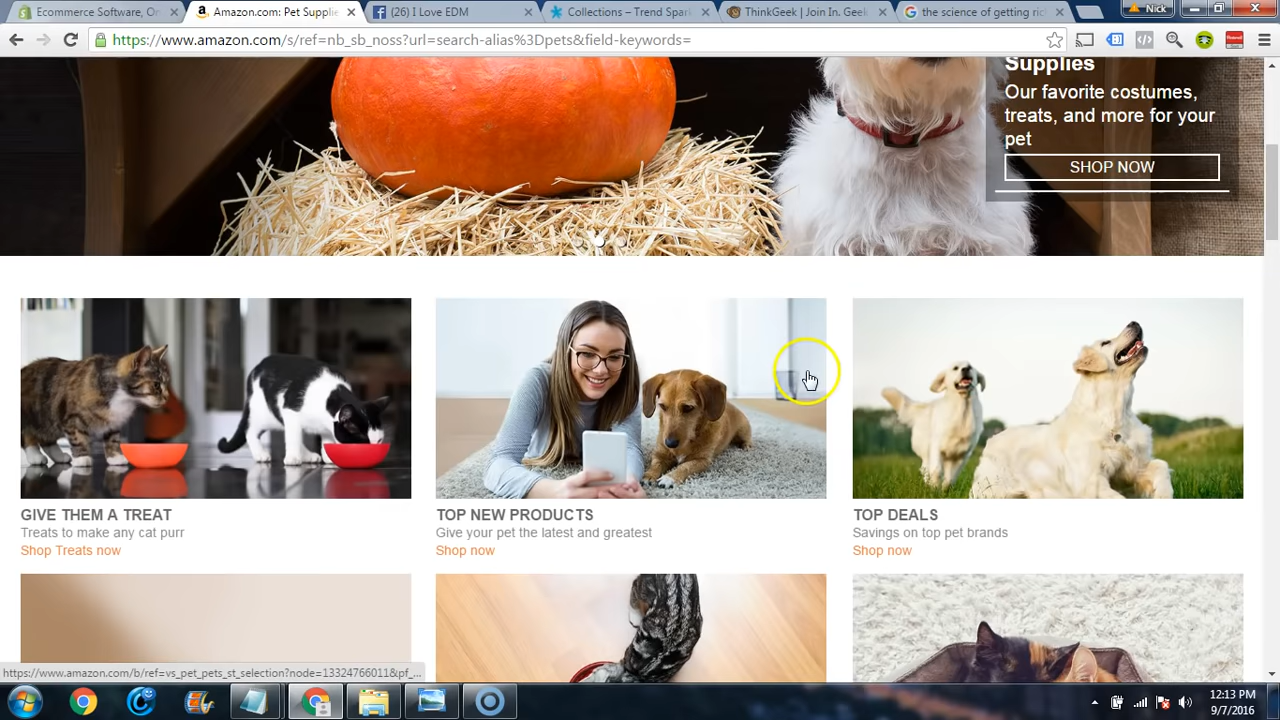 Ecommerce Software, On
Amazon.com: Pet Supplie
(26) I Love EDM
Collections – Trend Spar
ThinkGeek | Join In. Geek
the science of getting rich
Nick
https://www.amazon.com/s/ref=nb_sb_noss?url=search-alias%3Dpets&field-keywords=
Supplies
Our favorite costumes,
treats, and more for your
pet
SHOP NOW
GIVE THEM A TREAT
Treats to make any cat purr
Shop Treats now
TOP NEW PRODUCTS
Give your pet the latest and greatest
Shop now
TOP DEALS
Savings on top pet brands
Shop now
https://www.amazon.com/b/ref=vs_pet_pets_st_selection?node=13324766011&pf_...
12:13 PM
9/7/2016